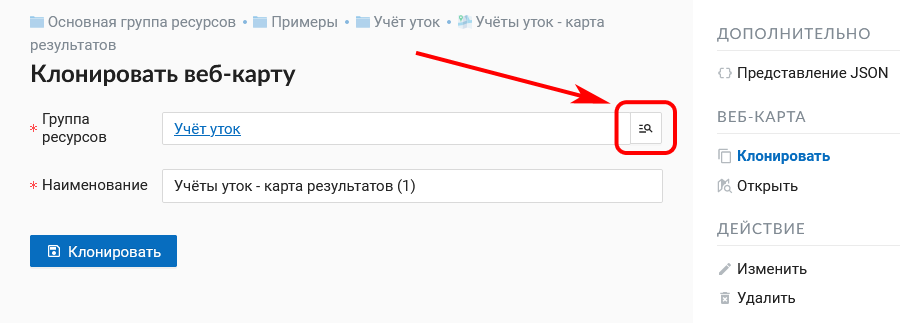 Основная группа ресурсов • Примеры • Учёт уток • Учёты уток - карта
результатов
Клонировать веб-карту
* Группа
ресурсов
Учёт уток
* Наименование
Учёты уток - карта результатов (1)
Клонировать
ДОПОЛНИТЕЛЬНО
Представление JSON
ВЕБ-КАРТА
Клонировать
Открыть
ДЕЙСТВИЕ
Изменить
Удалить